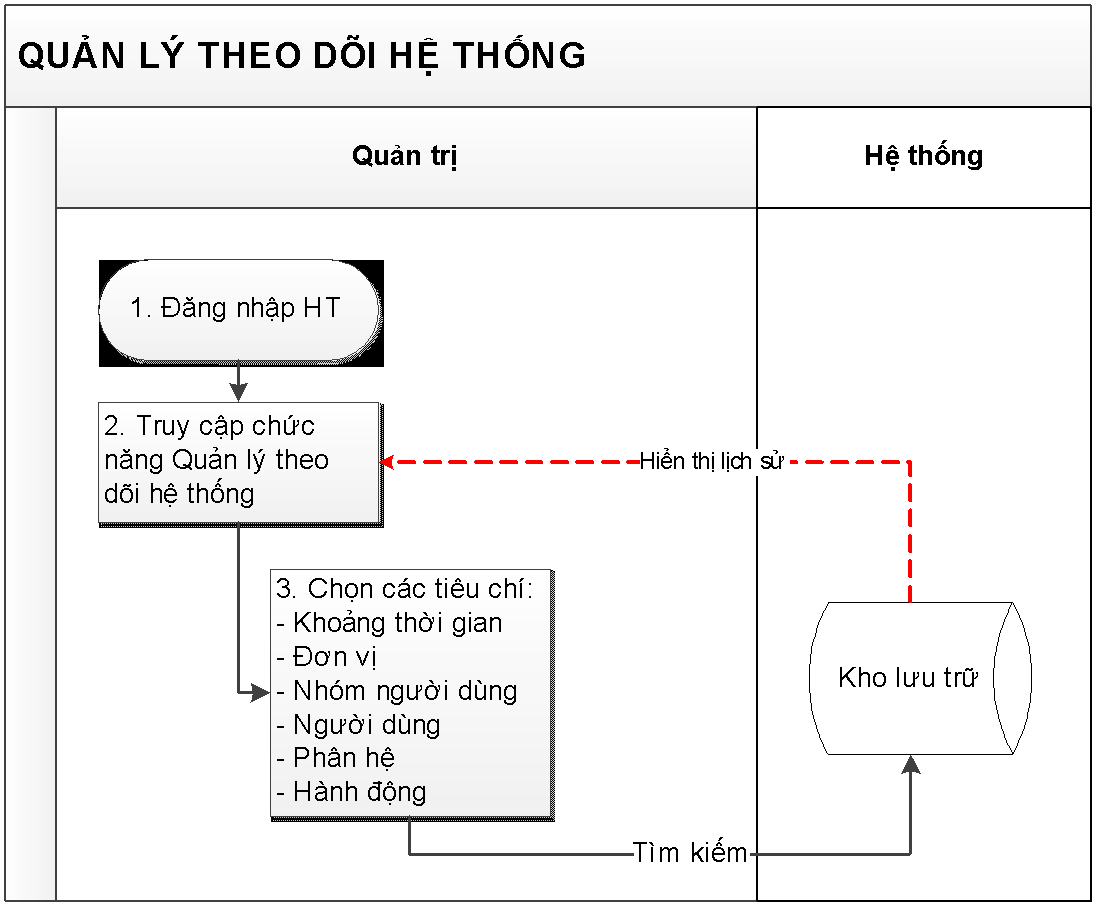 QUẢN LÝ THEO DÕI HỆ THỐNG
Quản trị
Hệ thống
1. Đăng nhập HT
2. Truy cập chức
năng Quản lý theo
dõi hệ thống
Hiển thị lịch sử
3. Chọn các tiêu chí:
- Khoảng thời gian
- Đơn vị
- Nhóm người dùng
- Người dùng
- Phân hệ
- Hành động
Kho lưu trữ
Tìm kiếm